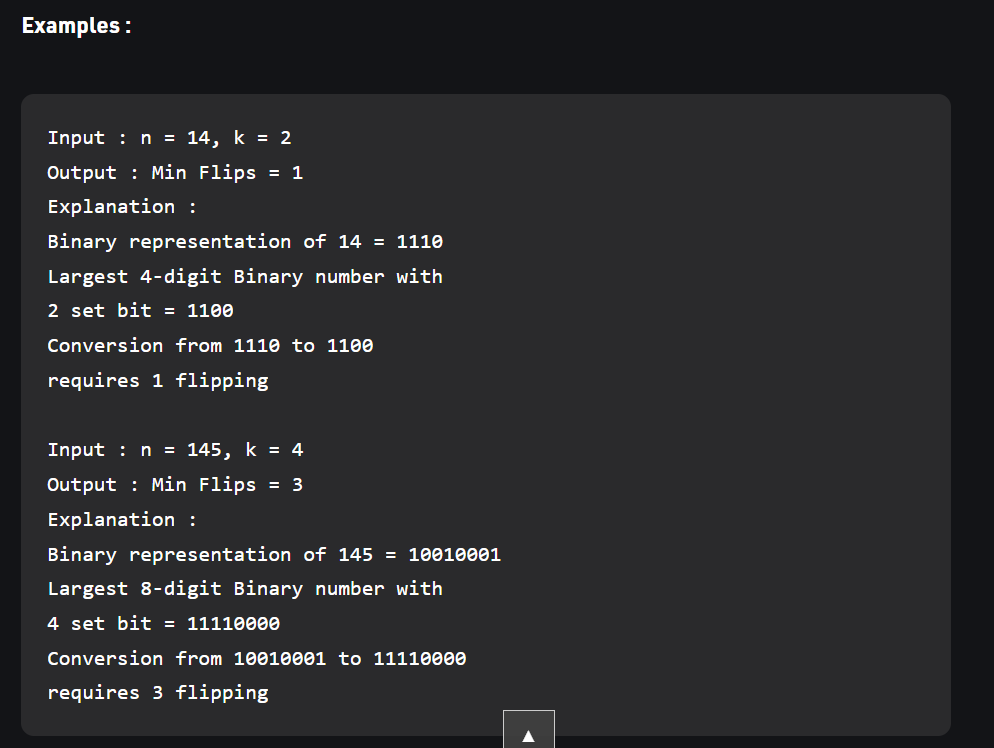 Examples :
Input : n = 14, k = 2
Output : Min Flips = 1
Explanation :
Binary representation of 14 = 1110
Largest 4-digit Binary number with
2 set bit = 1100
Conversion from 1110 to 1100
requires 1 flipping
Input : n = 145, k = 4
Output : Min Flips = 3
Explanation :
Binary representation of 145 = 10010001
Largest 8-digit Binary number with
4 set bit = 11110000
Conversion from 10010001 to 11110000
requires 3 flipping
▲